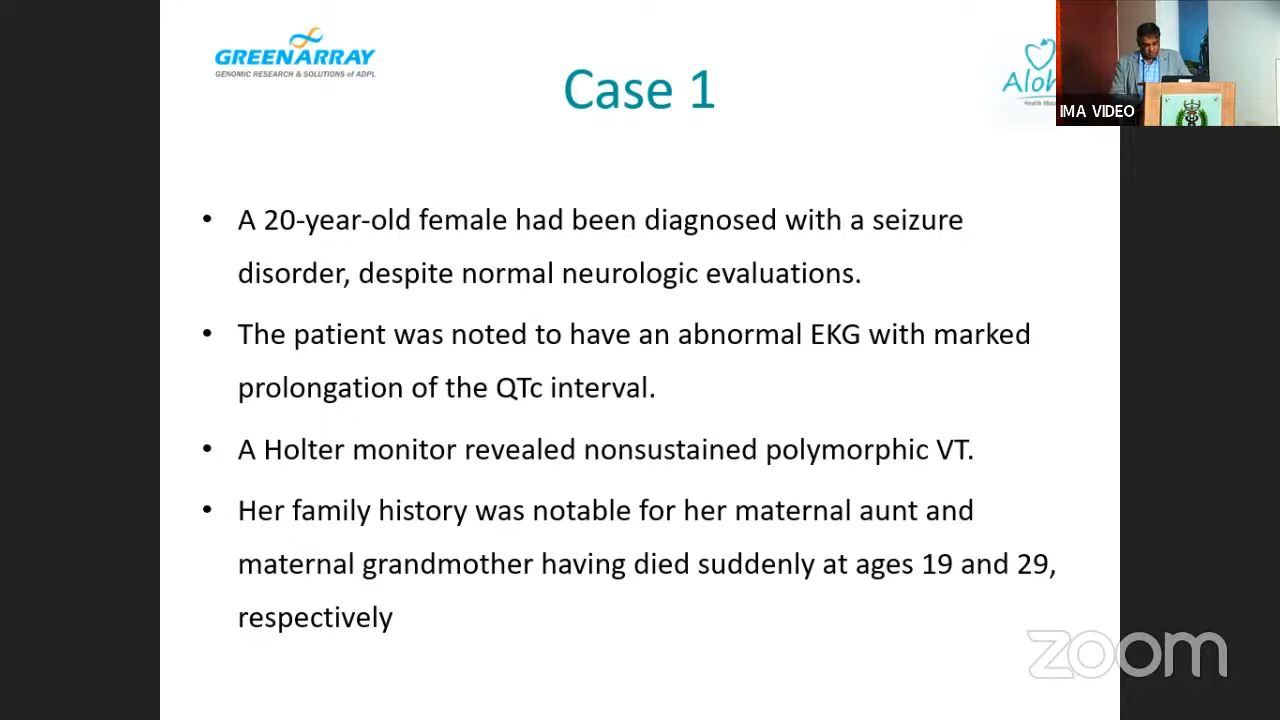 GREENARRAY
GENOMIC RESEARCH & SOLUTIONS of ADPL
Case 1
Aloh
IMA VIDEO
• A 20-year-old female had been diagnosed with a seizure
disorder, despite normal neurologic evaluations.
• The patient was noted to have an abnormal EKG with marked
prolongation of the QTc interval.
• A Holter monitor revealed nonsustained polymorphic VT.
• Her family history was notable for her maternal aunt and
maternal grandmother having died suddenly at ages 19 and 29,
respectively
zoom